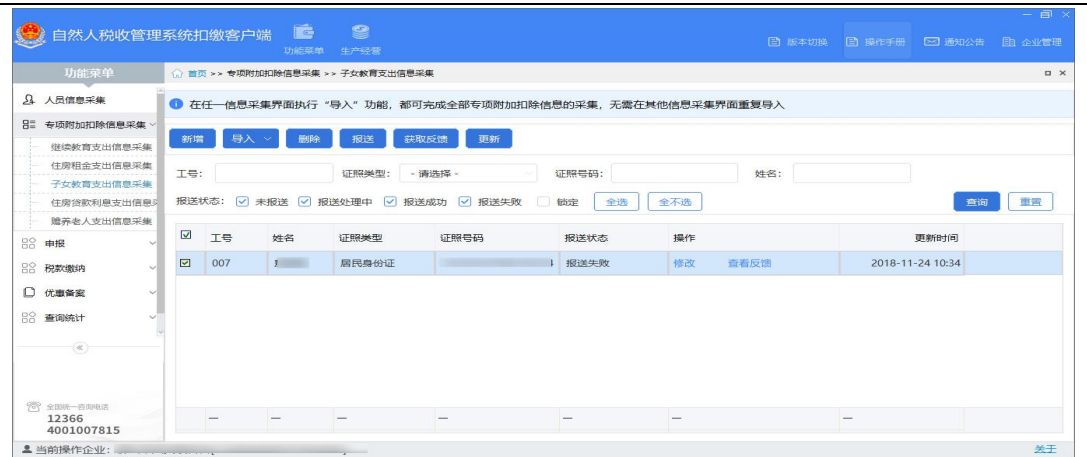 自然人税收管理系统扣缴客户端
功能菜单 生产经营
版本切换 操作手册 通知公告 企业管理
功能菜单
首页 >> 专项附加扣除信息采集 >> 子女教育支出信息采集
人员信息采集
专项附加扣除信息采集
继续教育支出信息采集
住房租金支出信息采集
子女教育支出信息采集
住房贷款利息支出信息
赡养老人支出信息采集
申报
税款缴纳
优惠备案
查询统计
全国统一咨询电话
12366
4001007815
在任一信息采集界面执行“导入”功能，都可完成全部专项附加扣除信息的采集，无需在其他信息采集界面重复导入
新增 导入 删除 报送 获取反馈 更新
工号: 证照类型: - 请选择 - 证照号码: 姓名:
报送状态: 未报送 报送处理中 报送成功 报送失败 锁定 全选 全不选 查询 重置
工号 姓名 证照类型 证照号码 报送状态 操作 更新时间
007 居民身份证 报送失败 修改 查看反馈 2018-11-24 10:34
— — — — — — —
当前操作企业: 关于